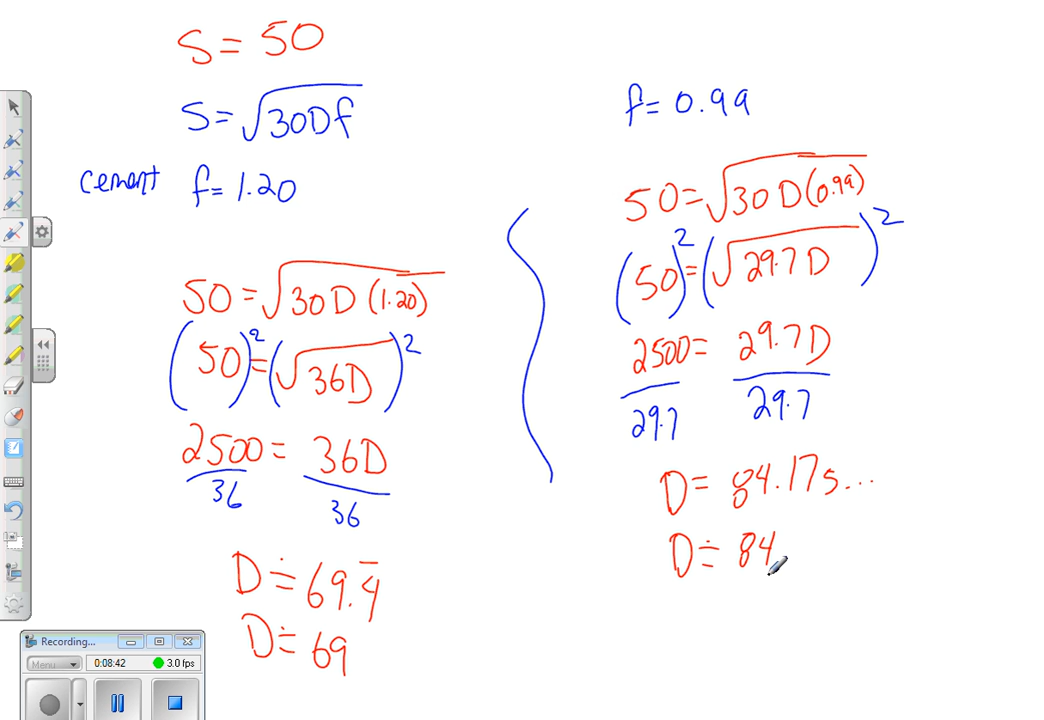 S = 50
S = √30Df
cement f = 1.20
50 = √30D (1.20)
(50)² = (√36D)²
2500 = 36D
36 36
D ≐ 69.4̅
D ≐ 69
f = 0.99
50 = √30 D (0.99)
(50)² = (√29.7D)²
2500 = 29.7D
29.7 29.7
D = 84.175...
D ≐ 84
Recording...
Menu
0:08:42
3.0 fps